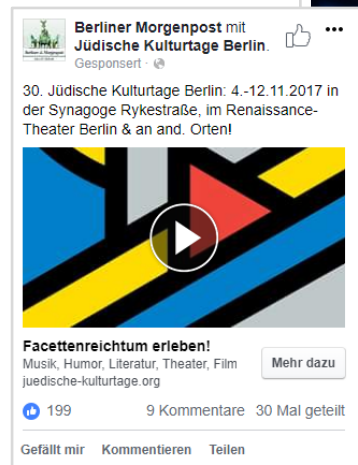 Berliner Morgenpost mit
Jüdische Kulturtage Berlin.
Gesponsert ·
30. Jüdische Kulturtage Berlin: 4.-12.11.2017 in
der Synagoge Rykestraße, im Renaissance-
Theater Berlin & an and. Orten!
Facettenreichtum erleben!
Musik, Humor, Literatur, Theater, Film
juedische-kulturtage.org
Mehr dazu
199 9 Kommentare 30 Mal geteilt
Gefällt mir Kommentieren Teilen